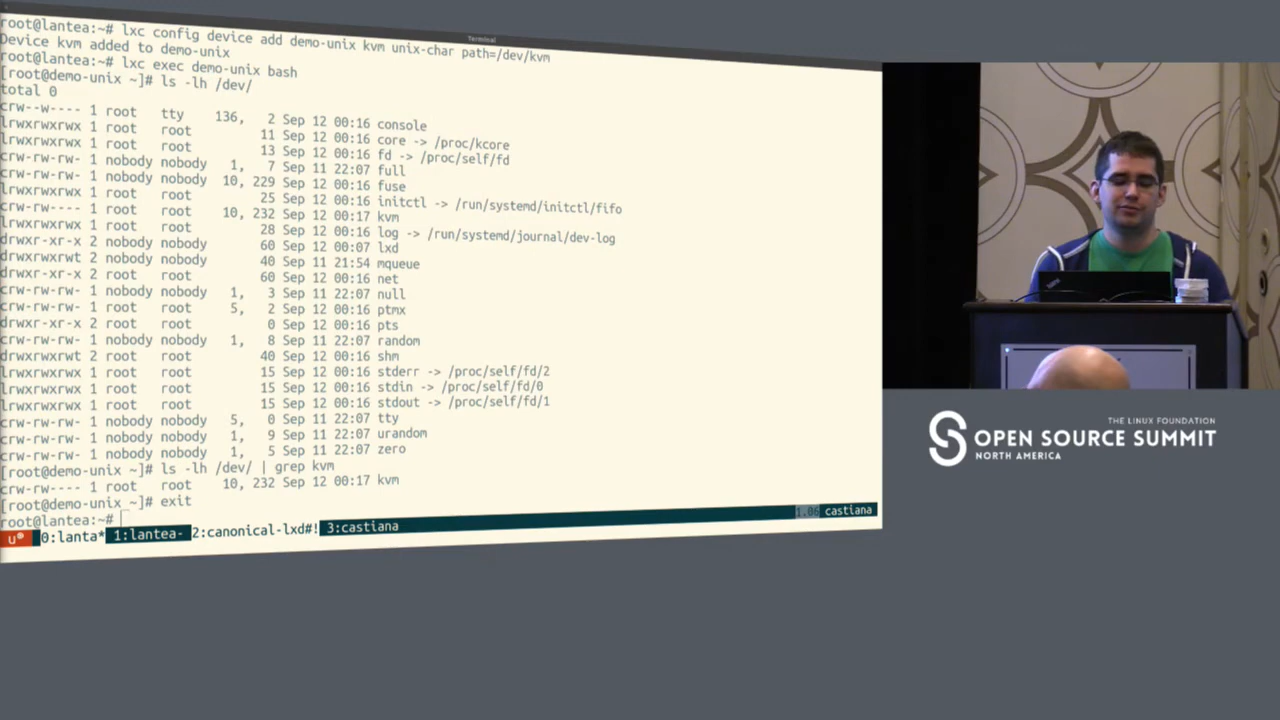 Terminal
root@lantea:~# lxc config device add demo-unix kvm unix-char path=/dev/kvm
Device kvm added to demo-unix
root@lantea:~# lxc exec demo-unix bash
[root@demo-unix ~]# ls -lh /dev/
total 0
crw--w---- 1 root tty 136, 2 Sep 12 00:16 console
lrwxrwxrwx 1 root root 11 Sep 12 00:16 core -> /proc/kcore
lrwxrwxrwx 1 root root 13 Sep 12 00:16 fd -> /proc/self/fd
crw-rw-rw- 1 nobody nobody 1, 7 Sep 11 22:07 full
crw-rw-rw- 1 nobody nobody 10, 229 Sep 12 00:16 fuse
lrwxrwxrwx 1 root root 25 Sep 12 00:16 initctl -> /run/systemd/initctl/fifo
crw-rw---- 1 root root 10, 232 Sep 12 00:17 kvm
lrwxrwxrwx 1 root root 28 Sep 12 00:16 log -> /run/systemd/journal/dev-log
drwxr-xr-x 2 nobody nobody 60 Sep 12 00:07 lxd
drwxrwxrwt 2 nobody nobody 40 Sep 11 21:54 mqueue
drwxr-xr-x 2 root root 60 Sep 12 00:16 net
crw-rw-rw- 1 nobody nobody 1, 3 Sep 11 22:07 null
crw-rw-rw- 1 root root 5, 2 Sep 12 00:16 ptmx
drwxr-xr-x 2 root root 0 Sep 12 00:16 pts
crw-rw-rw- 1 nobody nobody 1, 8 Sep 11 22:07 random
drwxrwxrwt 2 root root 40 Sep 12 00:16 shm
lrwxrwxrwx 1 root root 15 Sep 12 00:16 stderr -> /proc/self/fd/2
lrwxrwxrwx 1 root root 15 Sep 12 00:16 stdin -> /proc/self/fd/0
lrwxrwxrwx 1 root root 15 Sep 12 00:16 stdout -> /proc/self/fd/1
crw-rw-rw- 1 nobody nobody 5, 0 Sep 11 22:07 tty
crw-rw-rw- 1 nobody nobody 1, 9 Sep 11 22:07 urandom
crw-rw-rw- 1 nobody nobody 1, 5 Sep 11 22:07 zero
[root@demo-unix ~]# ls -lh /dev/ | grep kvm
crw-rw---- 1 root root 10, 232 Sep 12 00:17 kvm
[root@demo-unix ~]# exit
root@lantea:~#
0:lanta* 1:lantea- 2:canonical-lxd#! 3:castiana 1.06 castiana
THE LINUX FOUNDATION
OPEN SOURCE SUMMIT
NORTH AMERICA